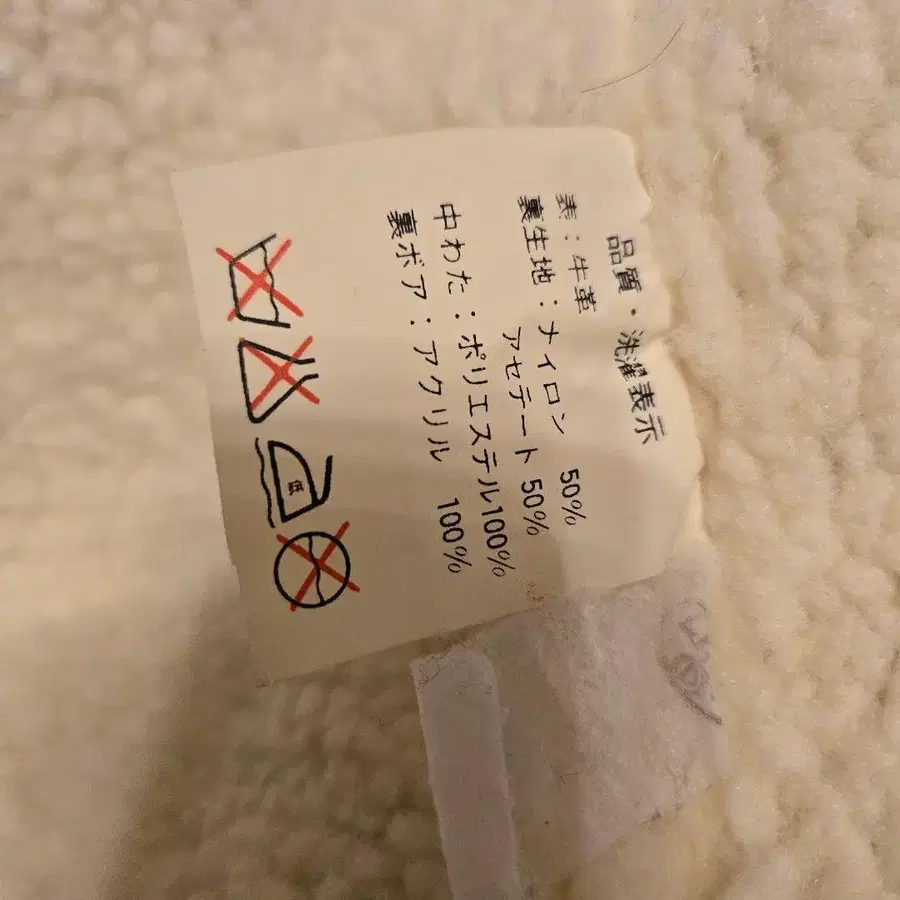 品質・洗濯表示
表：牛革
裏生地：メイロン 50%
アセテート 50%
中わた：ポリエステル100%
裏ボア：アクリル 100%
低